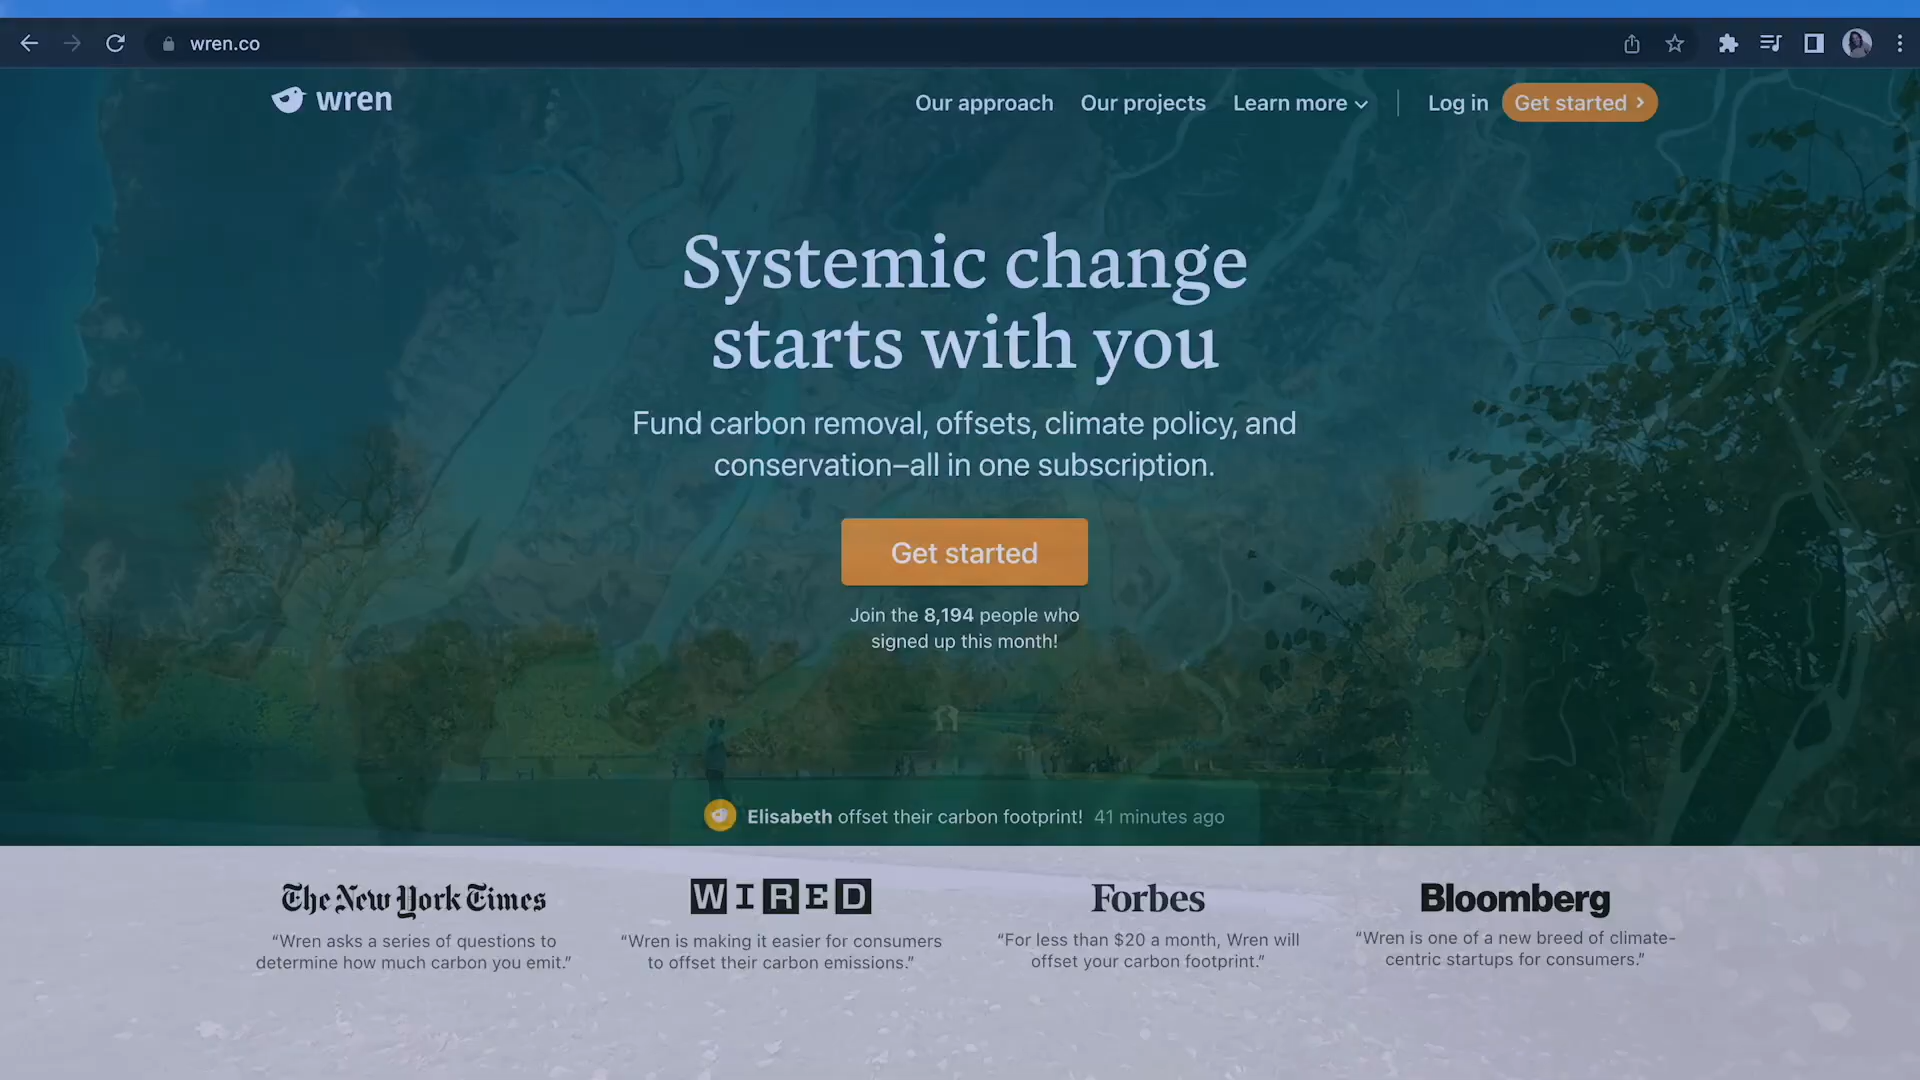 wren.co
wren
Our approach
Our projects
Learn more
Log in
Get started
Systemic change
starts with you
Fund carbon removal, offsets, climate policy, and
conservation–all in one subscription.
Get started
Join the 8,194 people who
signed up this month!
Elisabeth offset their carbon footprint! 41 minutes ago
The New York Times
“Wren asks a series of questions to
determine how much carbon you emit.”
WIRED
“Wren is making it easier for consumers
to offset their carbon emissions.”
Forbes
“For less than $20 a month, Wren will
offset your carbon footprint.”
Bloomberg
“Wren is one of a new breed of climate-
centric startups for consumers.”